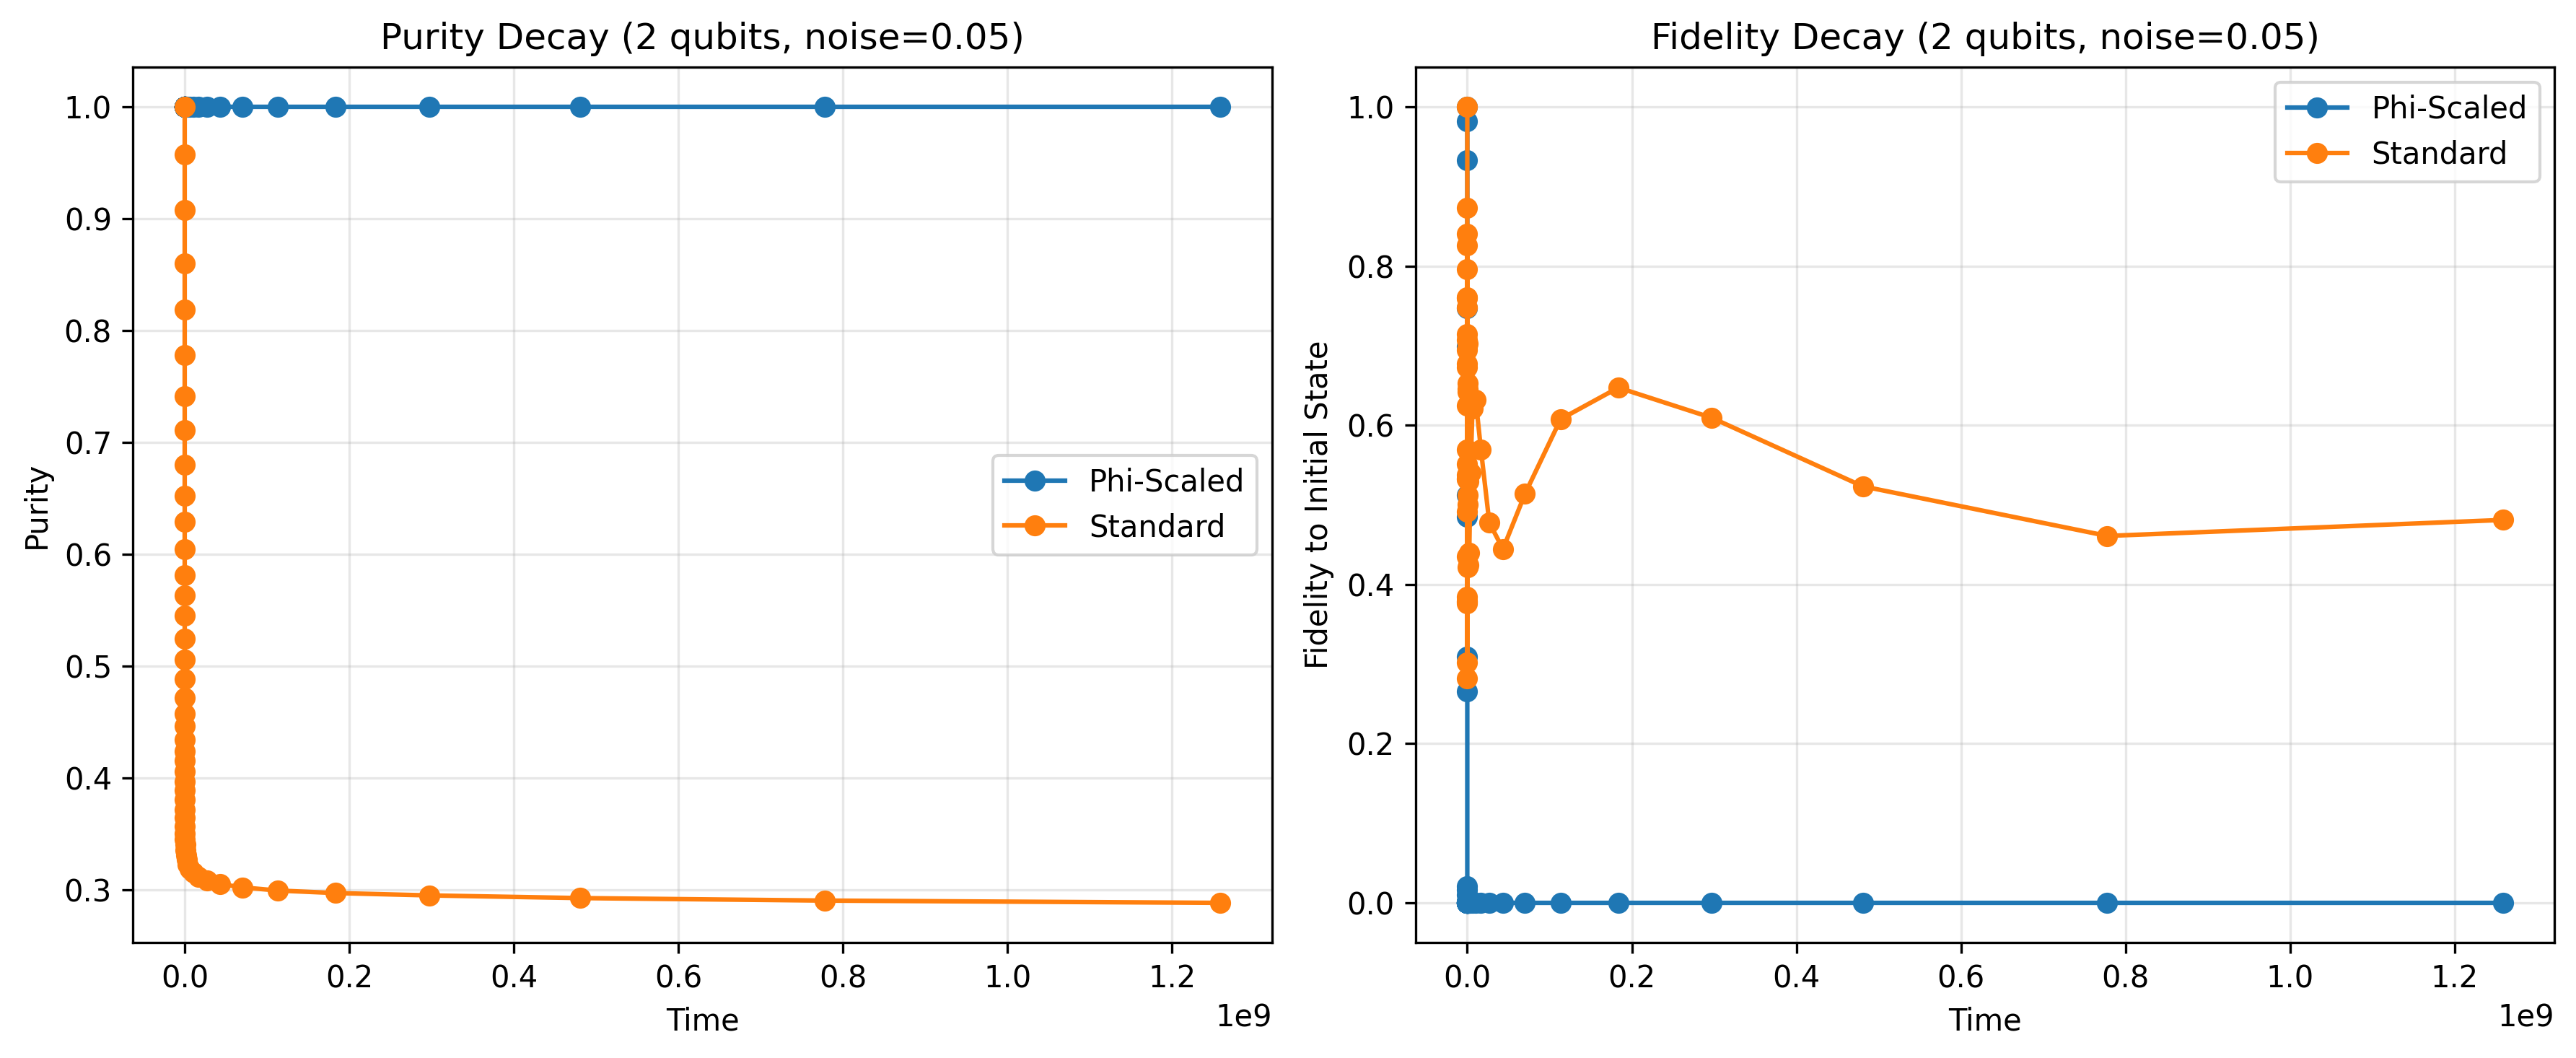 Purity Decay (2 qubits, noise=0.05)
Purity
1.0
0.9
0.8
0.7
0.6
0.5
0.4
0.3
Phi-Scaled
Standard
0.0 0.2 0.4 0.6 0.8 1.0 1.2
1e9
Time
Fidelity Decay (2 qubits, noise=0.05)
Fidelity to Initial State
1.0
0.8
0.6
0.4
0.2
0.0
Phi-Scaled
Standard
0.0 0.2 0.4 0.6 0.8 1.0 1.2
1e9
Time